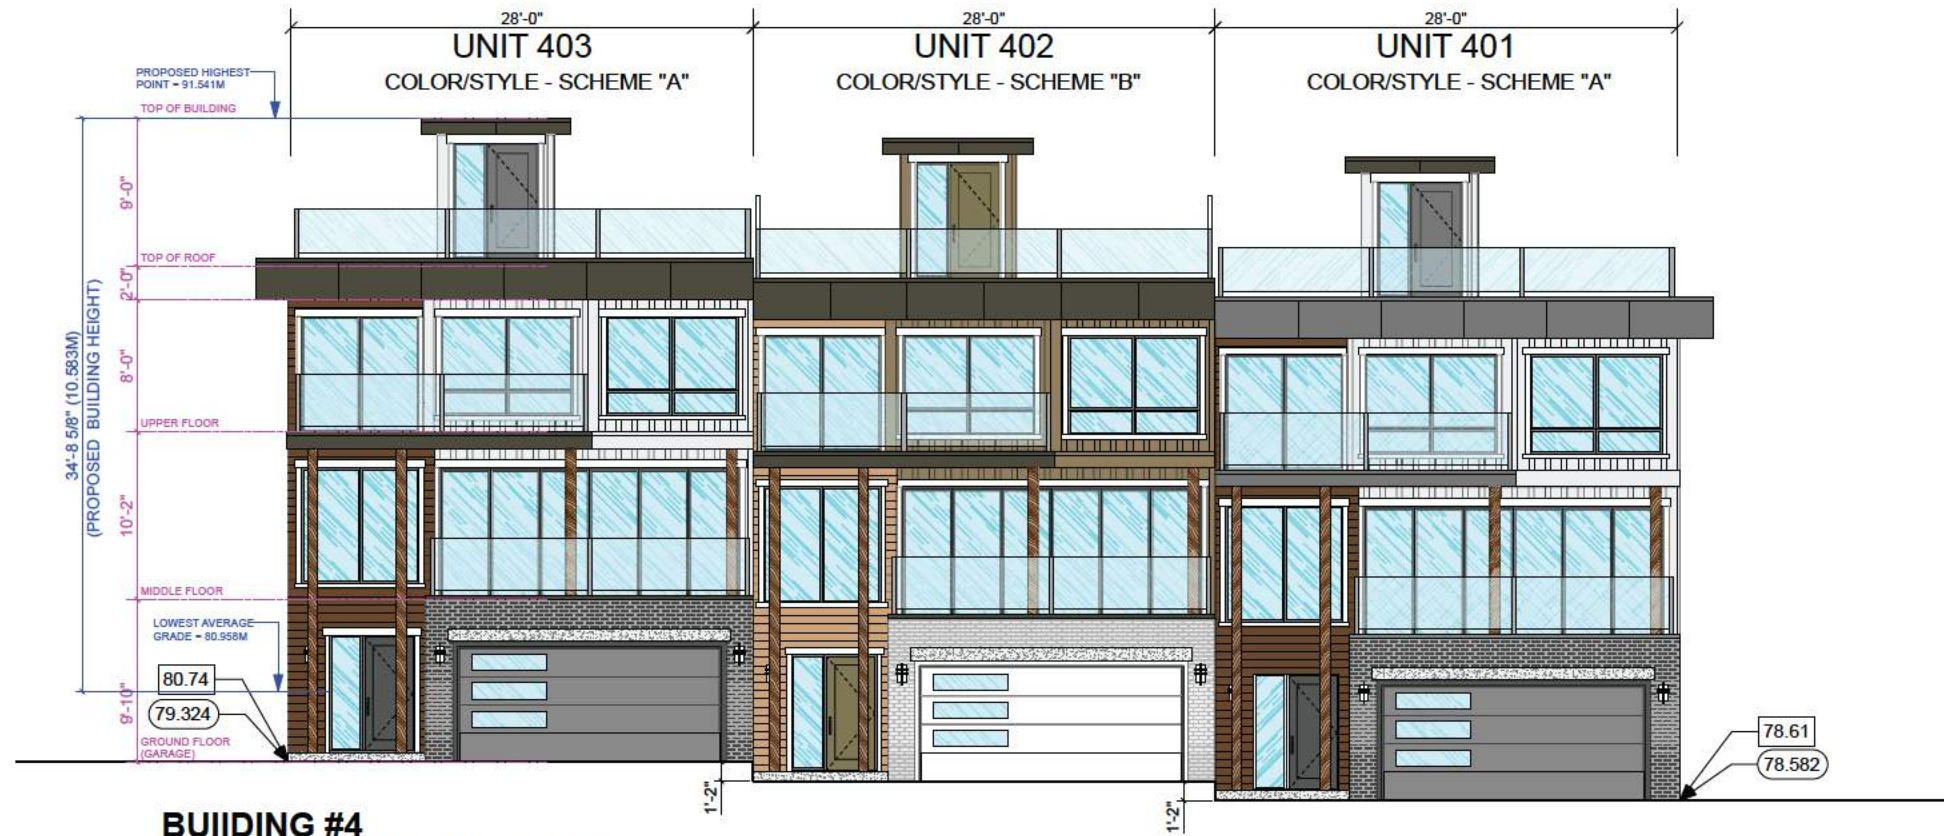 28'-0"
28'-0"
28'-0"
UNIT 403
UNIT 402
UNIT 401
COLOR/STYLE - SCHEME "A"
COLOR/STYLE - SCHEME "B"
COLOR/STYLE - SCHEME "A"
PROPOSED HIGHEST
POINT = 91.541M
TOP OF BUILDING
9'-0"
TOP OF ROOF
2'-0"
8'-0"
34'-8 5/8" (10.583M)
(PROPOSED BUILDING HEIGHT)
UPPER FLOOR
10'-2"
MIDDLE FLOOR
LOWEST AVERAGE
GRADE = 80.958M
80.74
79.324
9'-10"
GROUND FLOOR
(GARAGE)
1'-2"
1'-2"
78.61
78.582
BUIIDING #4